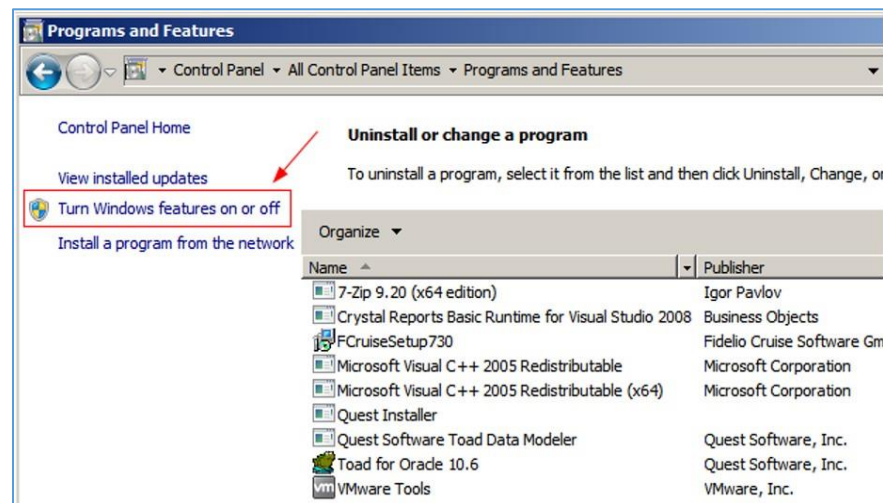 Programs and Features
Control Panel All Control Panel Items Programs and Features
Control Panel Home
View installed updates
Turn Windows features on or off
Install a program from the network
Uninstall or change a program
To uninstall a program, select it from the list and then click Uninstall, Change, or
Organize
Name Publisher
7-Zip 9.20 (x64 edition) Igor Pavlov
Crystal Reports Basic Runtime for Visual Studio 2008 Business Objects
FCruiseSetup730 Fidelio Cruise Software Gm
Microsoft Visual C++ 2005 Redistributable Microsoft Corporation
Microsoft Visual C++ 2005 Redistributable (x64) Microsoft Corporation
Quest Installer
Quest Software Toad Data Modeler Quest Software, Inc.
Toad for Oracle 10.6 Quest Software, Inc.
vm VMware Tools VMware, Inc.